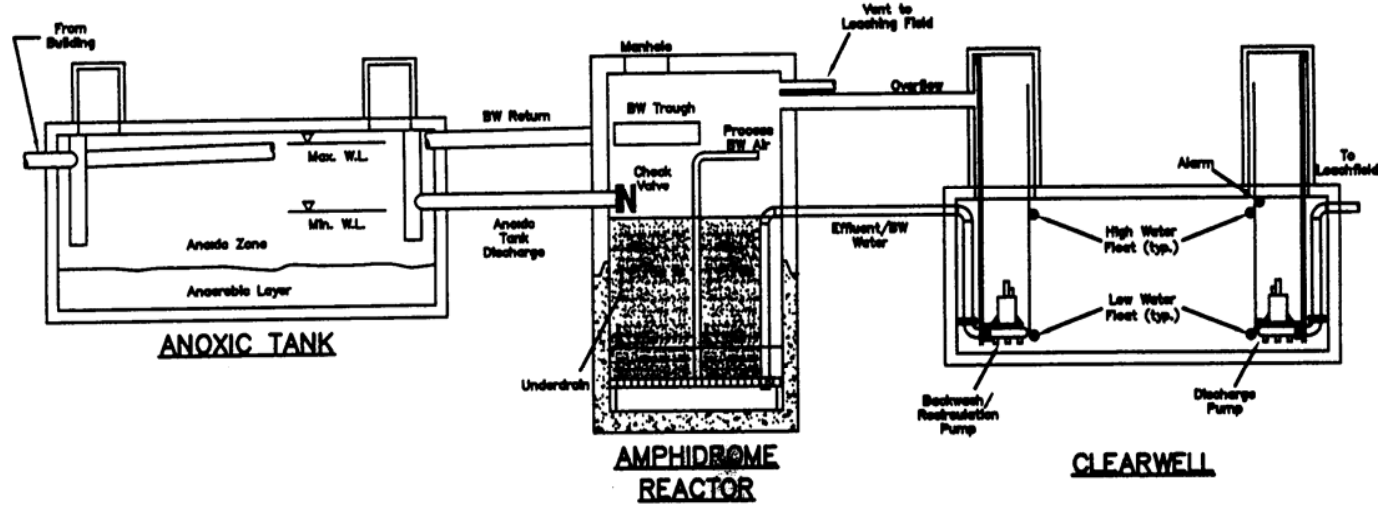 From
Building
Max. W.L.
Min. W.L.
Anoxic Zone
Anaerobic Layer
ANOXIC TANK
BW Return
Anoxic
Tank
Discharge
Manhole
BW Trough
Process
BW Air
Check
Valve
Underdrain
AMPHIDROME
REACTOR
Vent to
Leaching Field
Overflow
Effluent/BW
Water
Alarm
To
Leachfield
High Water
Float (typ.)
Low Water
Float (typ.)
Backwash/
Recirculation
Pump
Discharge
Pump
CLEARWELL